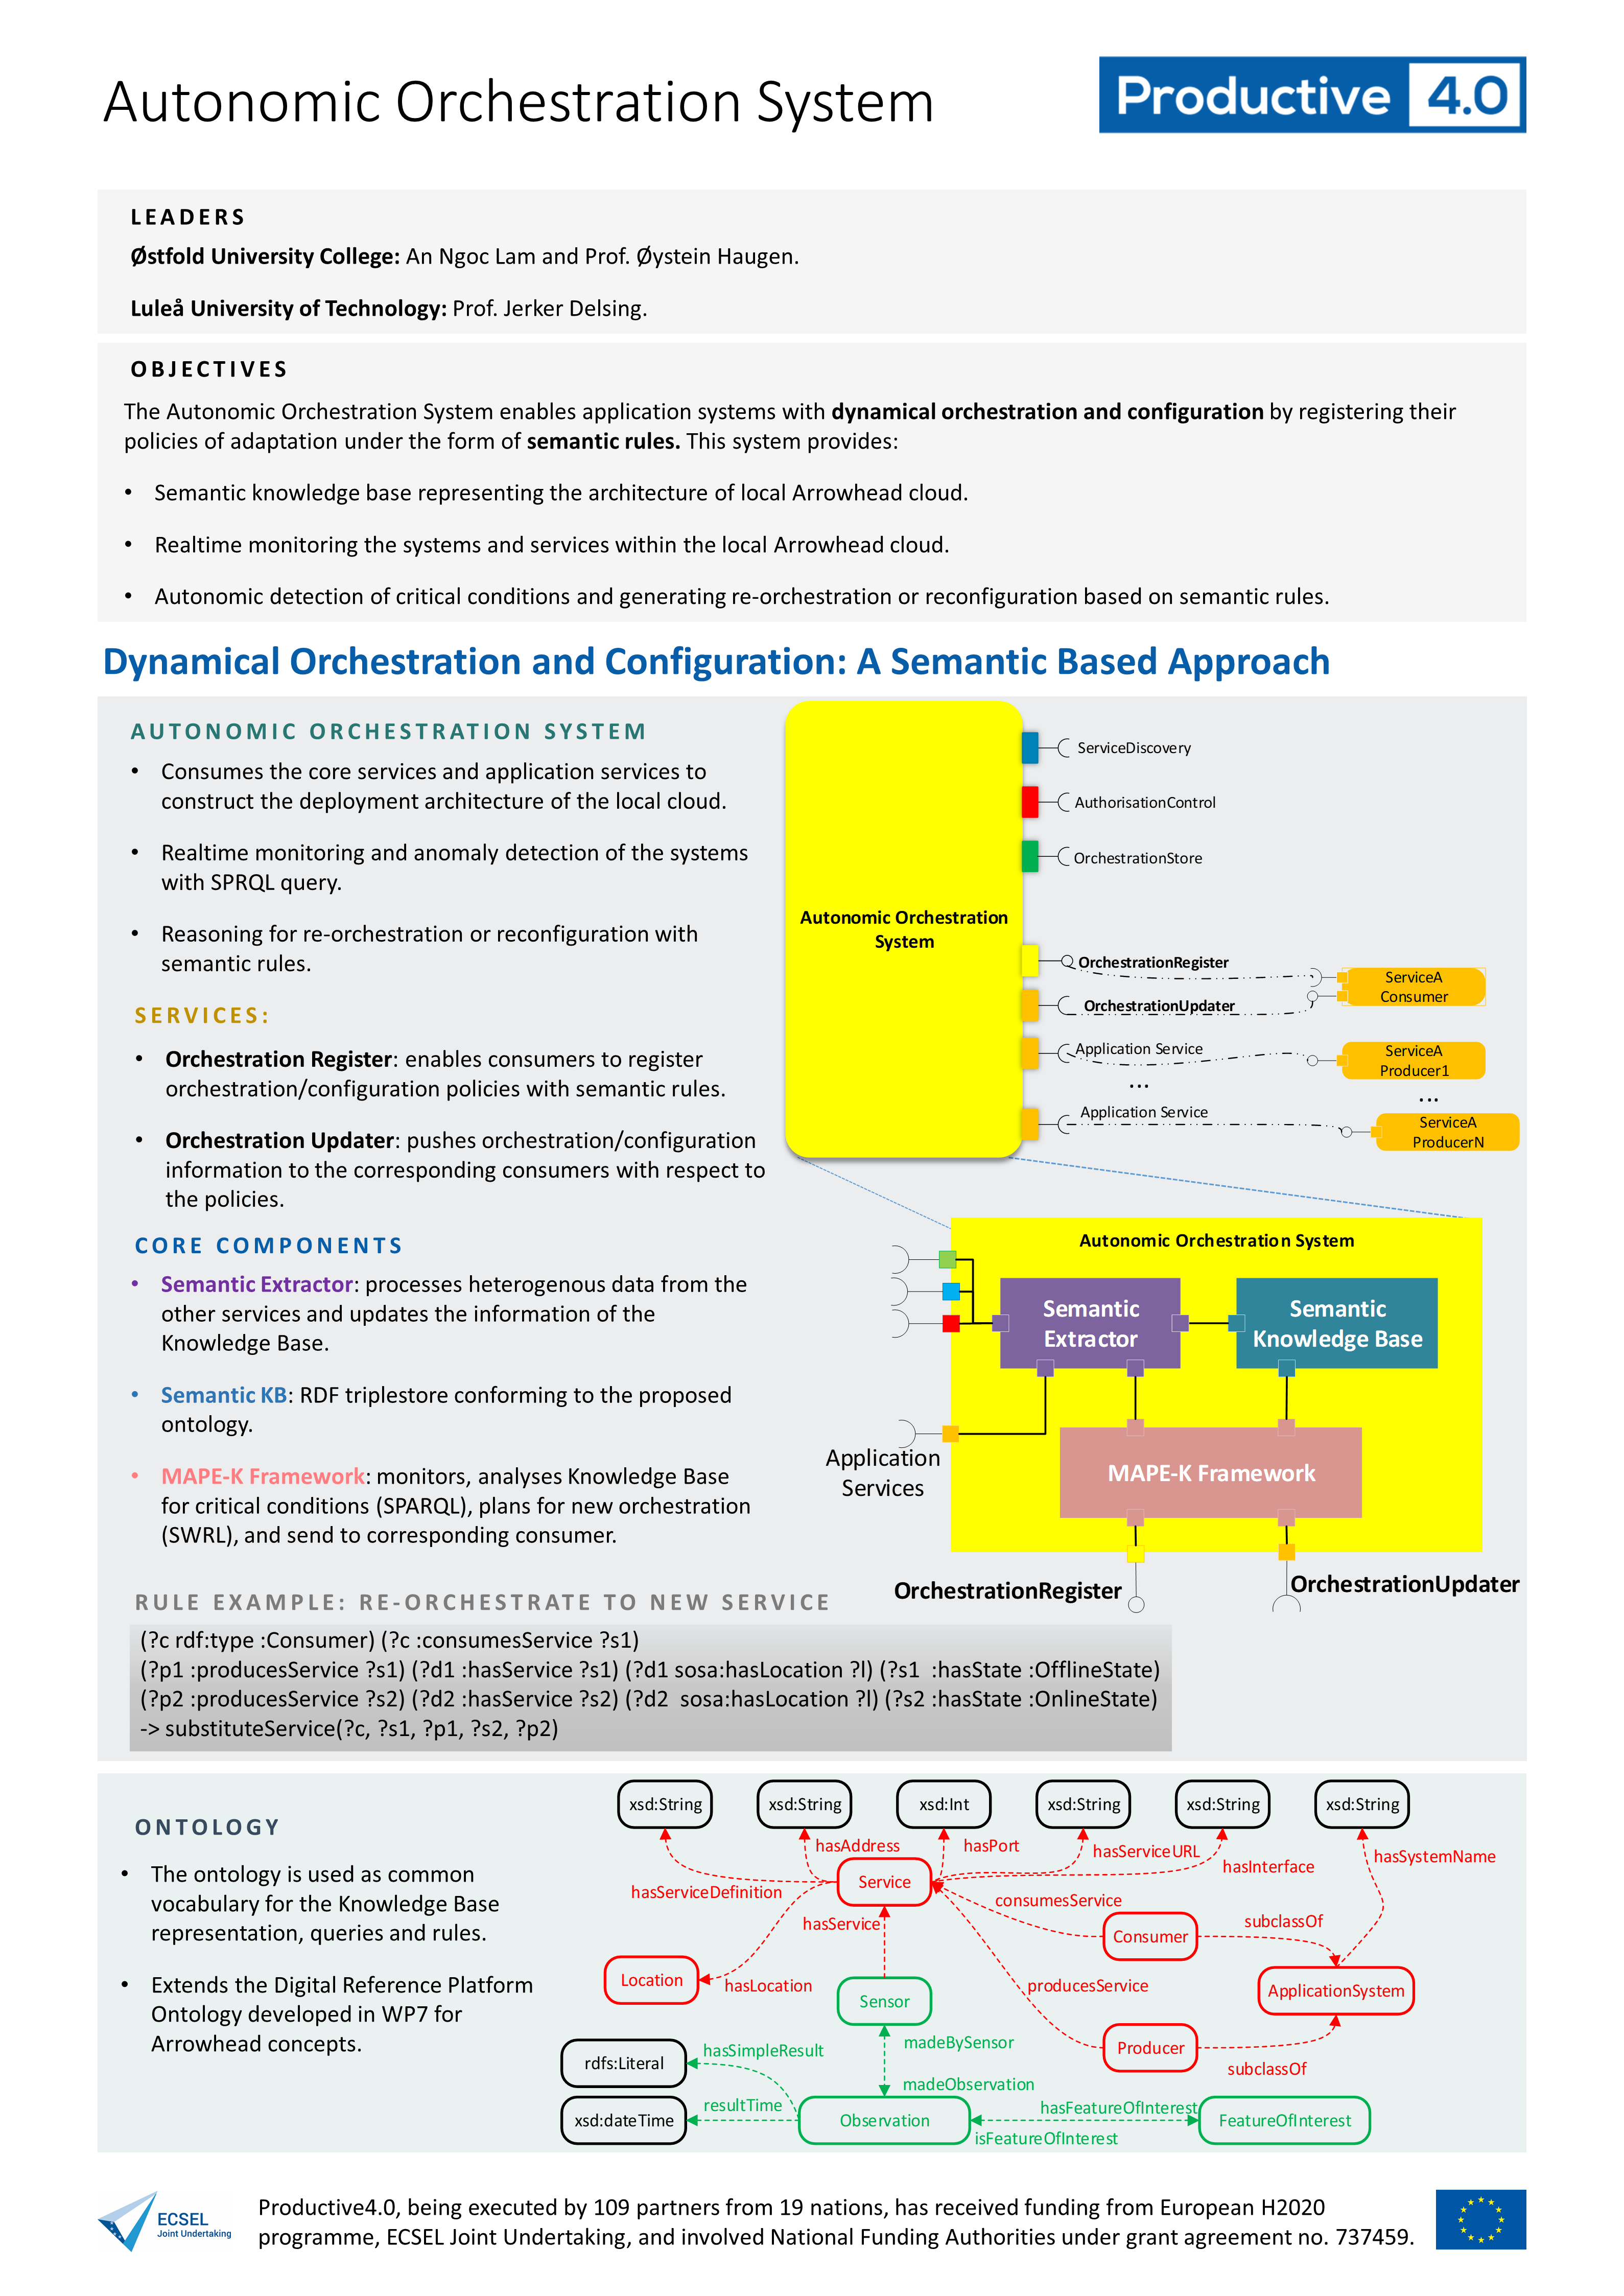 Autonomic Orchestration System
Productive 4.0
LEADERS
Østfold University College: An Ngoc Lam and Prof. Øystein Haugen.
Luleå University of Technology: Prof. Jerker Delsing.
OBJECTIVES
The Autonomic Orchestration System enables application systems with dynamical orchestration and configuration by registering their
policies of adaptation under the form of semantic rules. This system provides:
• Semantic knowledge base representing the architecture of local Arrowhead cloud.
• Realtime monitoring the systems and services within the local Arrowhead cloud.
• Autonomic detection of critical conditions and generating re-orchestration or reconfiguration based on semantic rules.
Dynamical Orchestration and Configuration: A Semantic Based Approach
AUTONOMIC ORCHESTRATION SYSTEM
• Consumes the core services and application services to
construct the deployment architecture of the local cloud.
• Realtime monitoring and anomaly detection of the systems
with SPRQL query.
• Reasoning for re-orchestration or reconfiguration with
semantic rules.
SERVICES:
• Orchestration Register: enables consumers to register
orchestration/configuration policies with semantic rules.
• Orchestration Updater: pushes orchestration/configuration
information to the corresponding consumers with respect to
the policies.
CORE COMPONENTS
• Semantic Extractor: processes heterogenous data from the
other services and updates the information of the
Knowledge Base.
• Semantic KB: RDF triplestore conforming to the proposed
ontology.
• MAPE-K Framework: monitors, analyses Knowledge Base
for critical conditions (SPARQL), plans for new orchestration
(SWRL), and send to corresponding consumer.
Autonomic Orchestration
System
ServiceDiscovery
AuthorisationControl
OrchestrationStore
OrchestrationRegister
OrchestrationUpdater
Application Service
...
Application Service
ServiceA
Consumer
ServiceA
Producer1
...
ServiceA
ProducerN
Autonomic Orchestration System
Semantic
Extractor
Semantic
Knowledge Base
MAPE-K Framework
Application
Services
OrchestrationRegister
OrchestrationUpdater
RULE EXAMPLE: RE-ORCHESTRATE TO NEW SERVICE
(?c rdf:type :Consumer) (?c :consumesService ?s1)
(?p1 :producesService ?s1) (?d1 :hasService ?s1) (?d1 sosa:hasLocation ?l) (?s1 :hasState :OfflineState)
(?p2 :producesService ?s2) (?d2 :hasService ?s2) (?d2 sosa:hasLocation ?l) (?s2 :hasState :OnlineState)
-> substituteService(?c, ?s1, ?p1, ?s2, ?p2)
ONTOLOGY
• The ontology is used as common
vocabulary for the Knowledge Base
representation, queries and rules.
• Extends the Digital Reference Platform
Ontology developed in WP7 for
Arrowhead concepts.
xsd:String
xsd:String
xsd:Int
xsd:String
xsd:String
xsd:String
hasAddress
hasPort
hasServiceURL
hasInterface
hasSystemName
hasServiceDefinition
Service
consumesService
hasService
Consumer
subclassOf
Location
hasLocation
Sensor
producesService
ApplicationSystem
Producer
subclassOf
madeBySensor
hasSimpleResult
rdfs:Literal
madeObservation
resultTime
xsd:dateTime
Observation
hasFeatureOfInterest
isFeatureOfInterest
FeatureOfInterest
ECSEL
Joint Undertaking
Productive4.0, being executed by 109 partners from 19 nations, has received funding from European H2020
programme, ECSEL Joint Undertaking, and involved National Funding Authorities under grant agreement no. 737459.